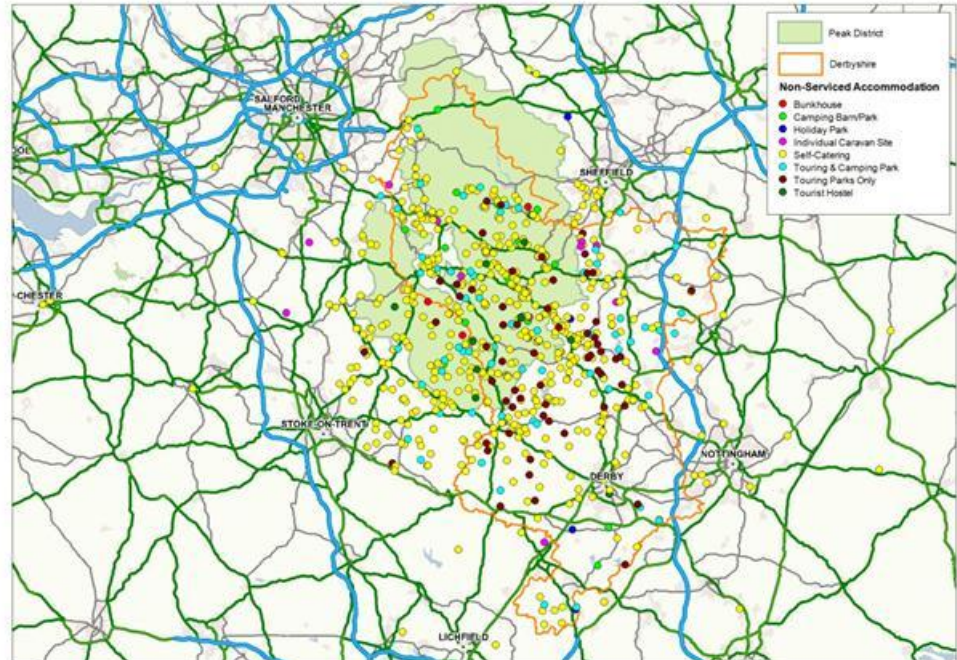 Peak District
Derbyshire
Non-Serviced Accommodation
Bunkhouse
Camping Barn/Park
Holiday Park
Individual Caravan Site
Self-Catering
Touring & Camping Park
Touring Parks Only
Tourist Hostel
SALFORD
MANCHESTER
OOL
SHEFFIELD
CHESTER
STOKE-ON-TRENT
NOTTINGHAM
DERBY
LICHFIELD